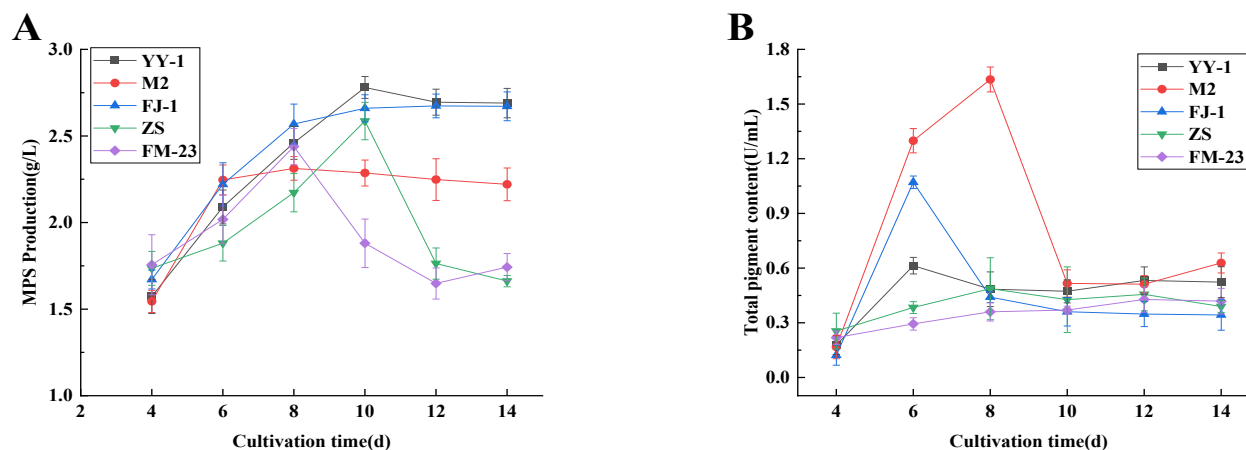 A
YY-1
M2
FJ-1
ZS
FM-23
MPS Production(g/L)
3.0
2.5
2.0
1.5
1.0
2 4 6 8 10 12 14
Cultivation time(d)
B
YY-1
M2
FJ-1
ZS
FM-23
Total pigment content(U/mL)
1.8
1.5
1.2
0.9
0.6
0.3
0.0
4 6 8 10 12 14
Cultivation time(d)